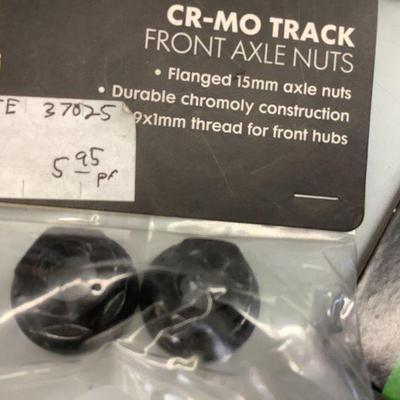 CR-MO TRACK
FRONT AXLE NUTS
• Flanged 15mm axle nuts
• Durable chromoly construction
9x1mm thread for front hubs
37025
5 95 pr